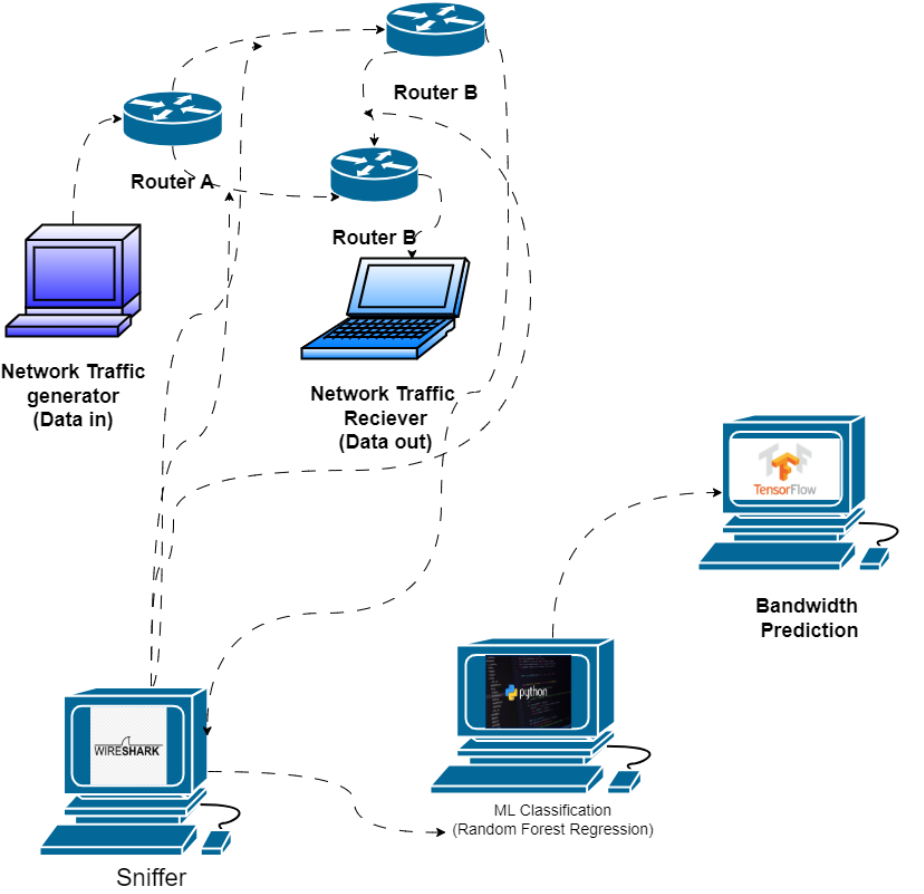 Router B
Router A
Router B
Network Traffic
generator
(Data in)
Network Traffic
Reciever
(Data out)
TensorFlow
Bandwidth
Prediction
python
WIRESHARK
ML Classification
(Random Forest Regression)
Sniffer